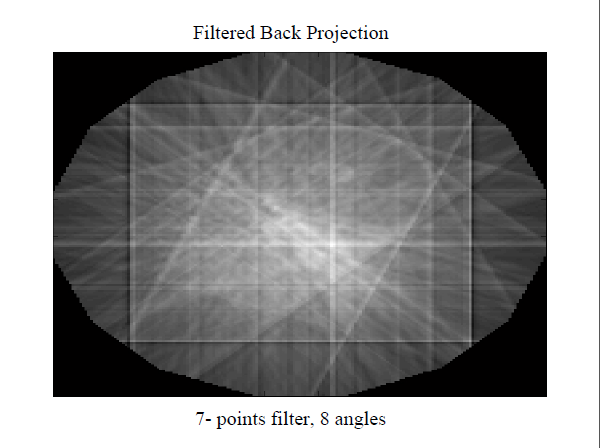 Filtered Back Projection
7- points filter, 8 angles